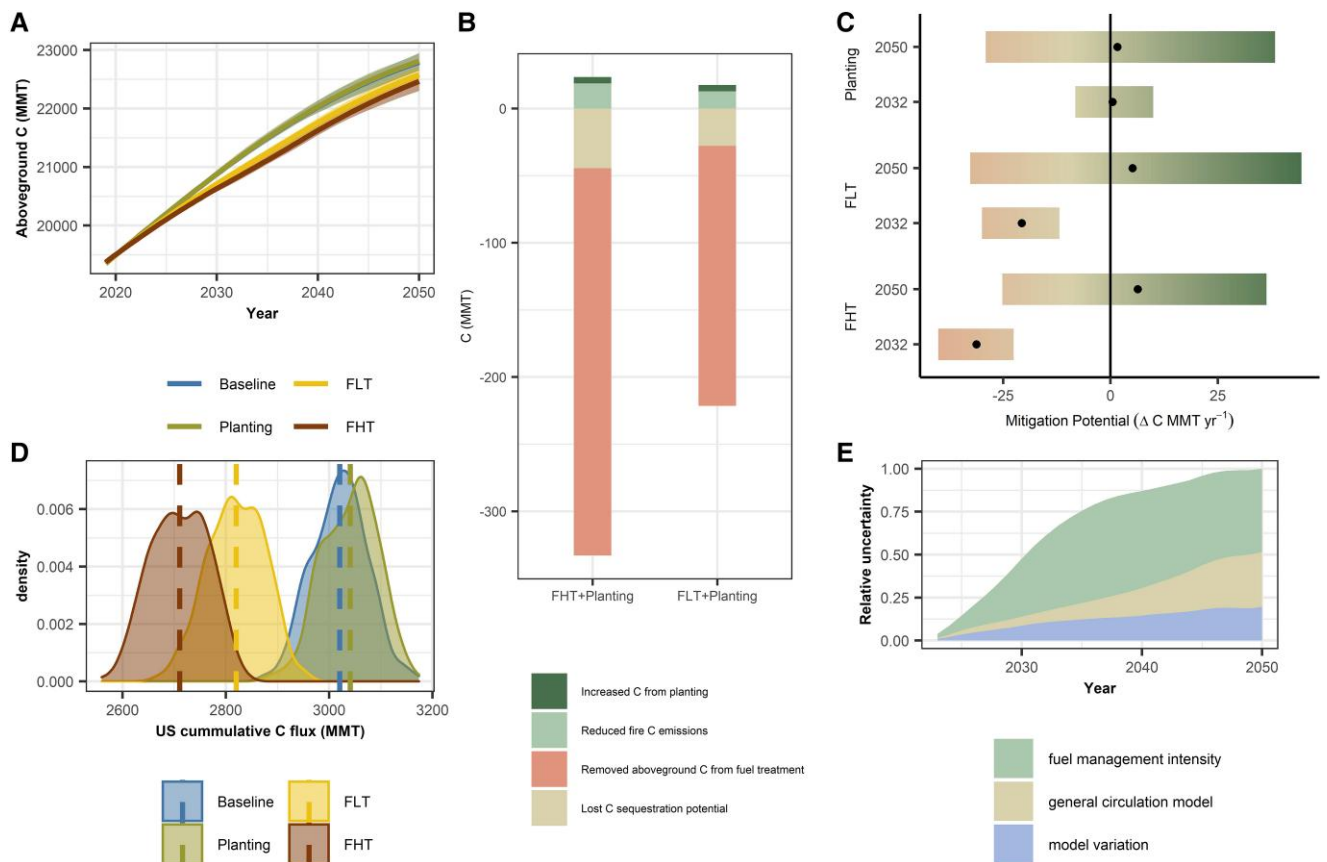 A
23000
22000
21000
20000
Aboveground C (MMT)
2020 2030 2040 2050
Year
Baseline FLT
Planting FHT
B
0
-100
-200
-300
C (MMT)
FHT+Planting FLT+Planting
Increased C from planting
Reduced fire C emissions
Removed aboveground C from fuel treatment
Lost C sequestration potential
C
Planting
2050
2032
FLT
2050
2032
FHT
2050
2032
-25 0 25
Mitigation Potential (Δ C MMT yr⁻¹)
D
0.006
0.004
0.002
0.000
density
2600 2800 3000 3200
US cummulative C flux (MMT)
Baseline FLT
Planting FHT
E
1.00
0.75
0.50
0.25
0.00
Relative uncertainty
2030 2040 2050
Year
fuel management intensity
general circulation model
model variation